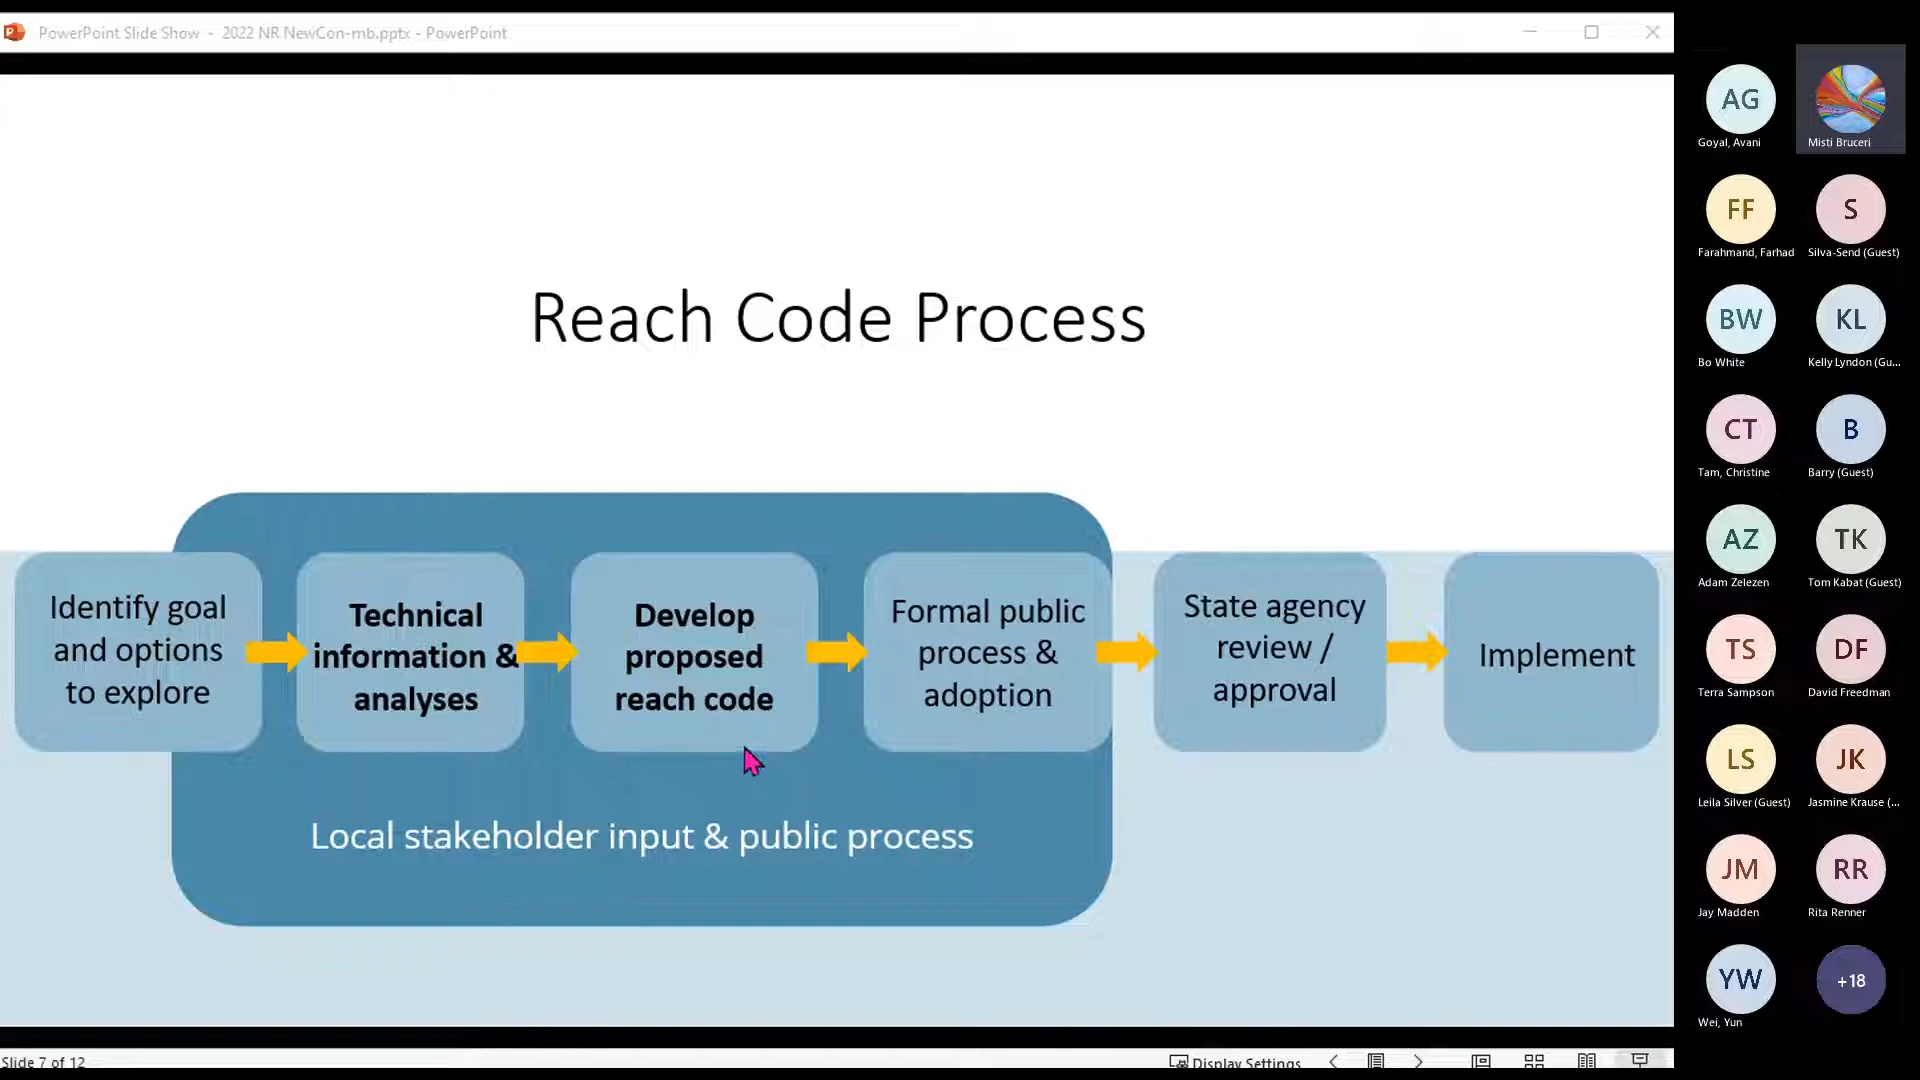 PowerPoint Slide Show - 2022 NR NewCon-mb.pptx - PowerPoint
Reach Code Process
Identify goal
and options
to explore
Technical
information &
analyses
Develop
proposed
reach code
Formal public
process &
adoption
State agency
review /
approval
Implement
Local stakeholder input & public process
Slide 7 of 12
Display Settings
AG
Goyal, Avani
Misti Bruceri
FF
Farahmand, Farhad
S
Silva-Send (Guest)
BW
Bo White
KL
Kelly Lyndon (Gu...
CT
Tam, Christine
B
Barry (Guest)
AZ
Adam Zelezen
TK
Tom Kabat (Guest)
TS
Terra Sampson
DF
David Freedman
LS
Leila Silver (Guest)
JK
Jasmine Krause (...
JM
Jay Madden
RR
Rita Renner
YW
Wei, Yun
+18